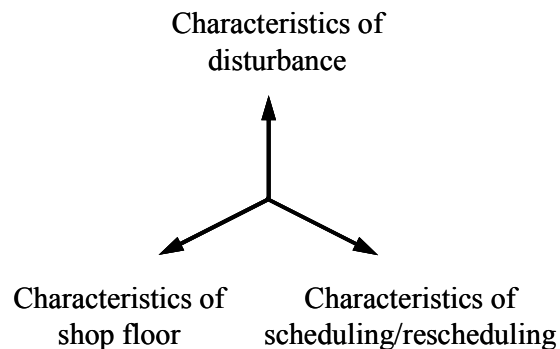 Characteristics of
disturbance
Characteristics of
shop floor
Characteristics of
scheduling/rescheduling